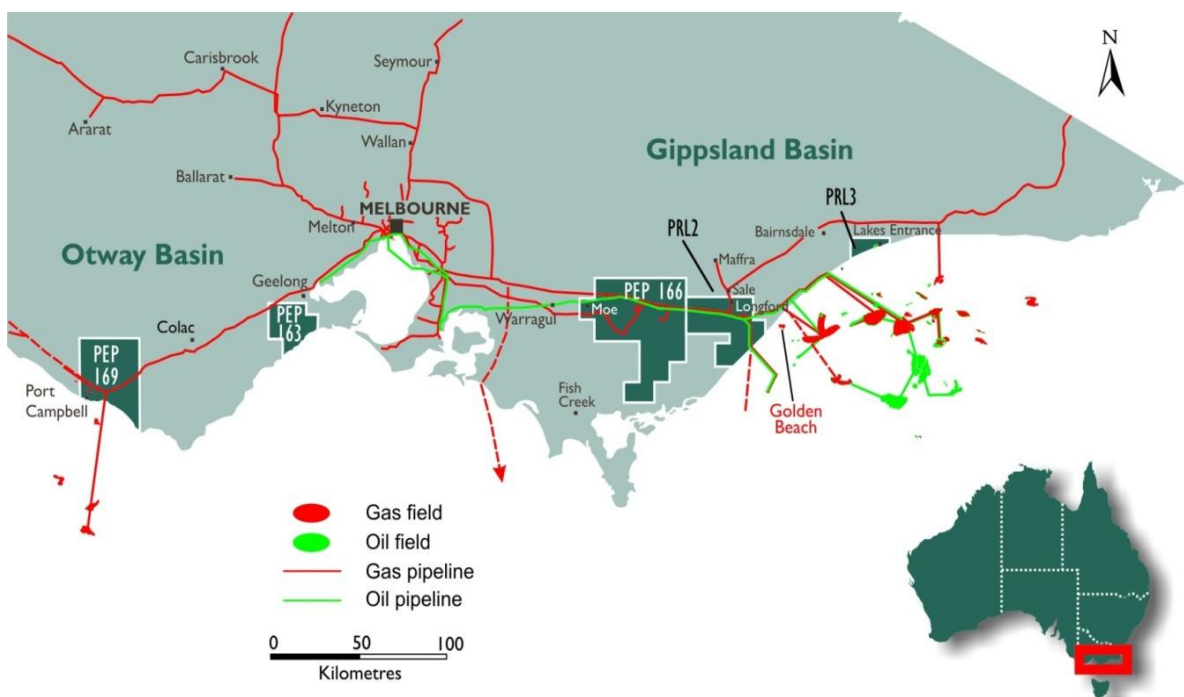 N
Carisbrook
Seymour
Kyneton
Ararat
Wallan
Gippsland Basin
Ballarat
PRL3
MELBOURNE
Melton
PRL2
Bairnsdale
Lakes Entrance
Otway Basin
Maffra
Geelong
Sale
PEP 166
Longford
Moe
Warragul
PEP
163
Colac
PEP
169
Port
Campbell
Fish
Creek
Golden
Beach
Gas field
Oil field
Gas pipeline
Oil pipeline
0 50 100
Kilometres